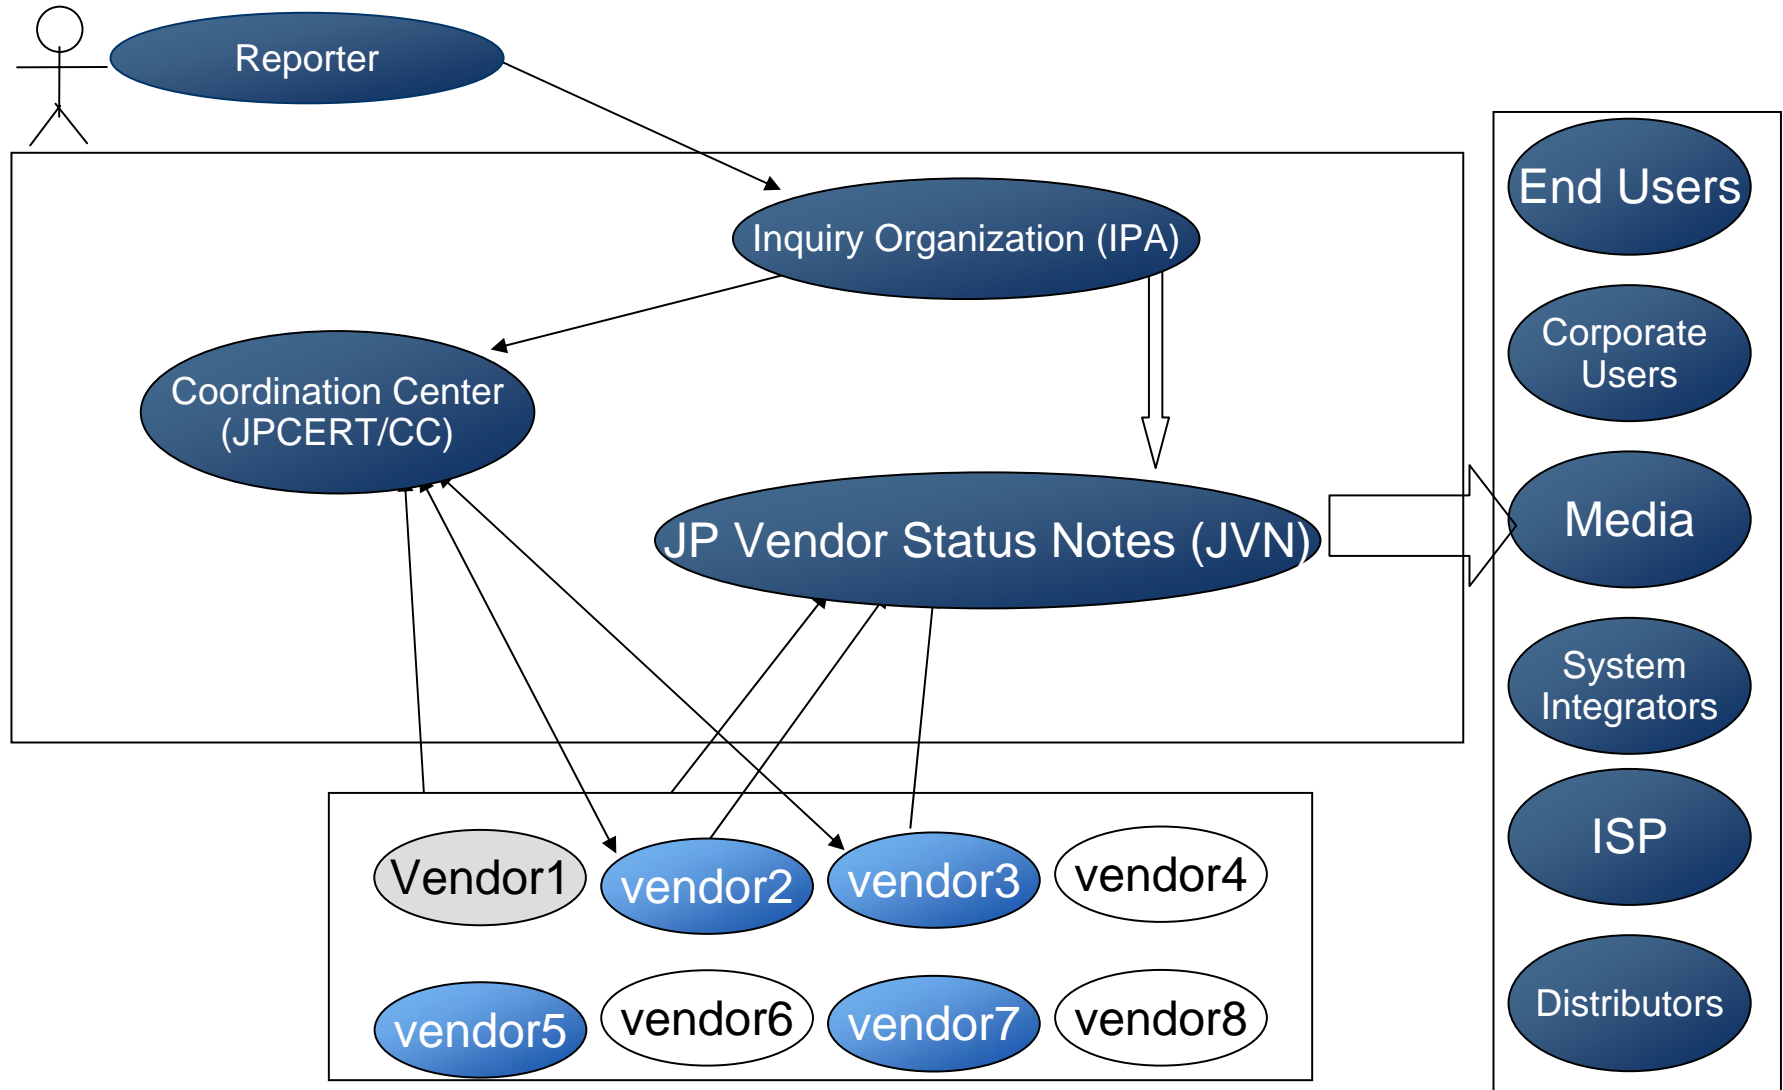 Reporter
Inquiry Organization (IPA)
Coordination Center
(JPCERT/CC)
JP Vendor Status Notes (JVN)
Vendor1
vendor2
vendor3
vendor4
vendor5
vendor6
vendor7
vendor8
End Users
Corporate
Users
Media
System
Integrators
ISP
Distributors